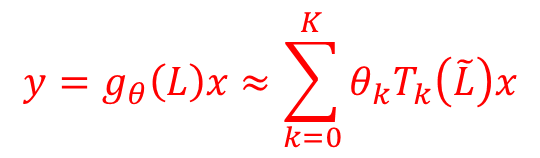 y = g_θ(L)x ≈ ∑_{k=0}^{K} θ_k T_k(L̃)x